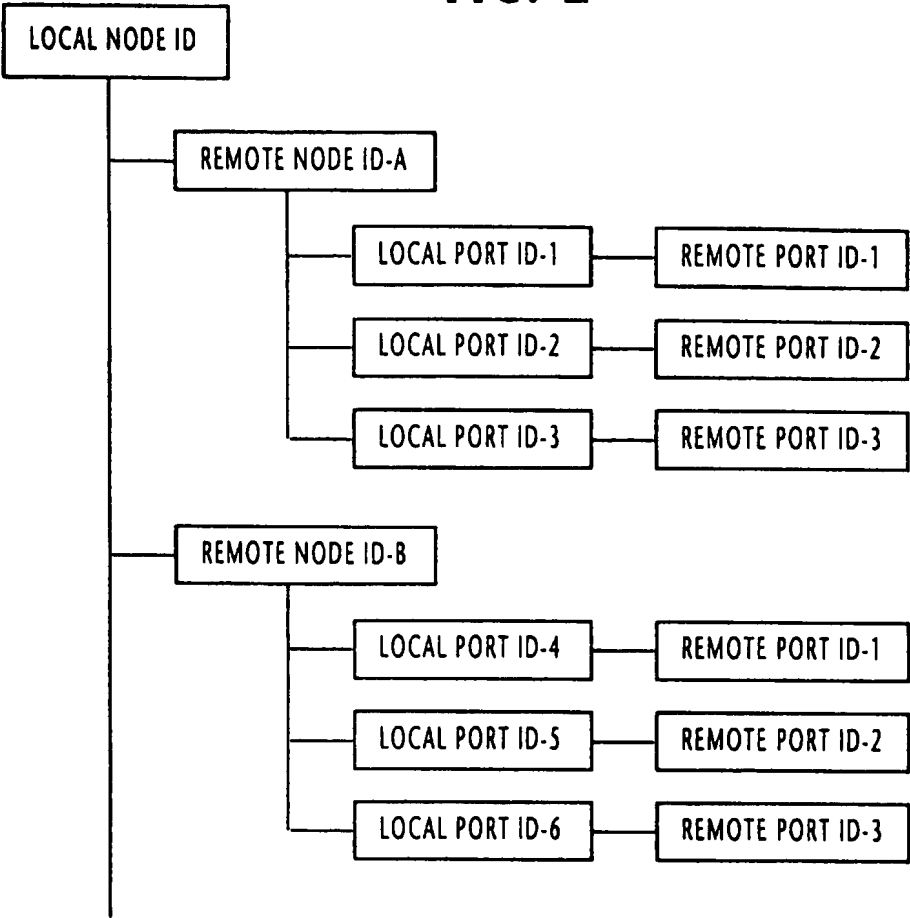 LOCAL NODE ID
REMOTE NODE ID-A
LOCAL PORT ID-1 REMOTE PORT ID-1
LOCAL PORT ID-2 REMOTE PORT ID-2
LOCAL PORT ID-3 REMOTE PORT ID-3
REMOTE NODE ID-B
LOCAL PORT ID-4 REMOTE PORT ID-1
LOCAL PORT ID-5 REMOTE PORT ID-2
LOCAL PORT ID-6 REMOTE PORT ID-3